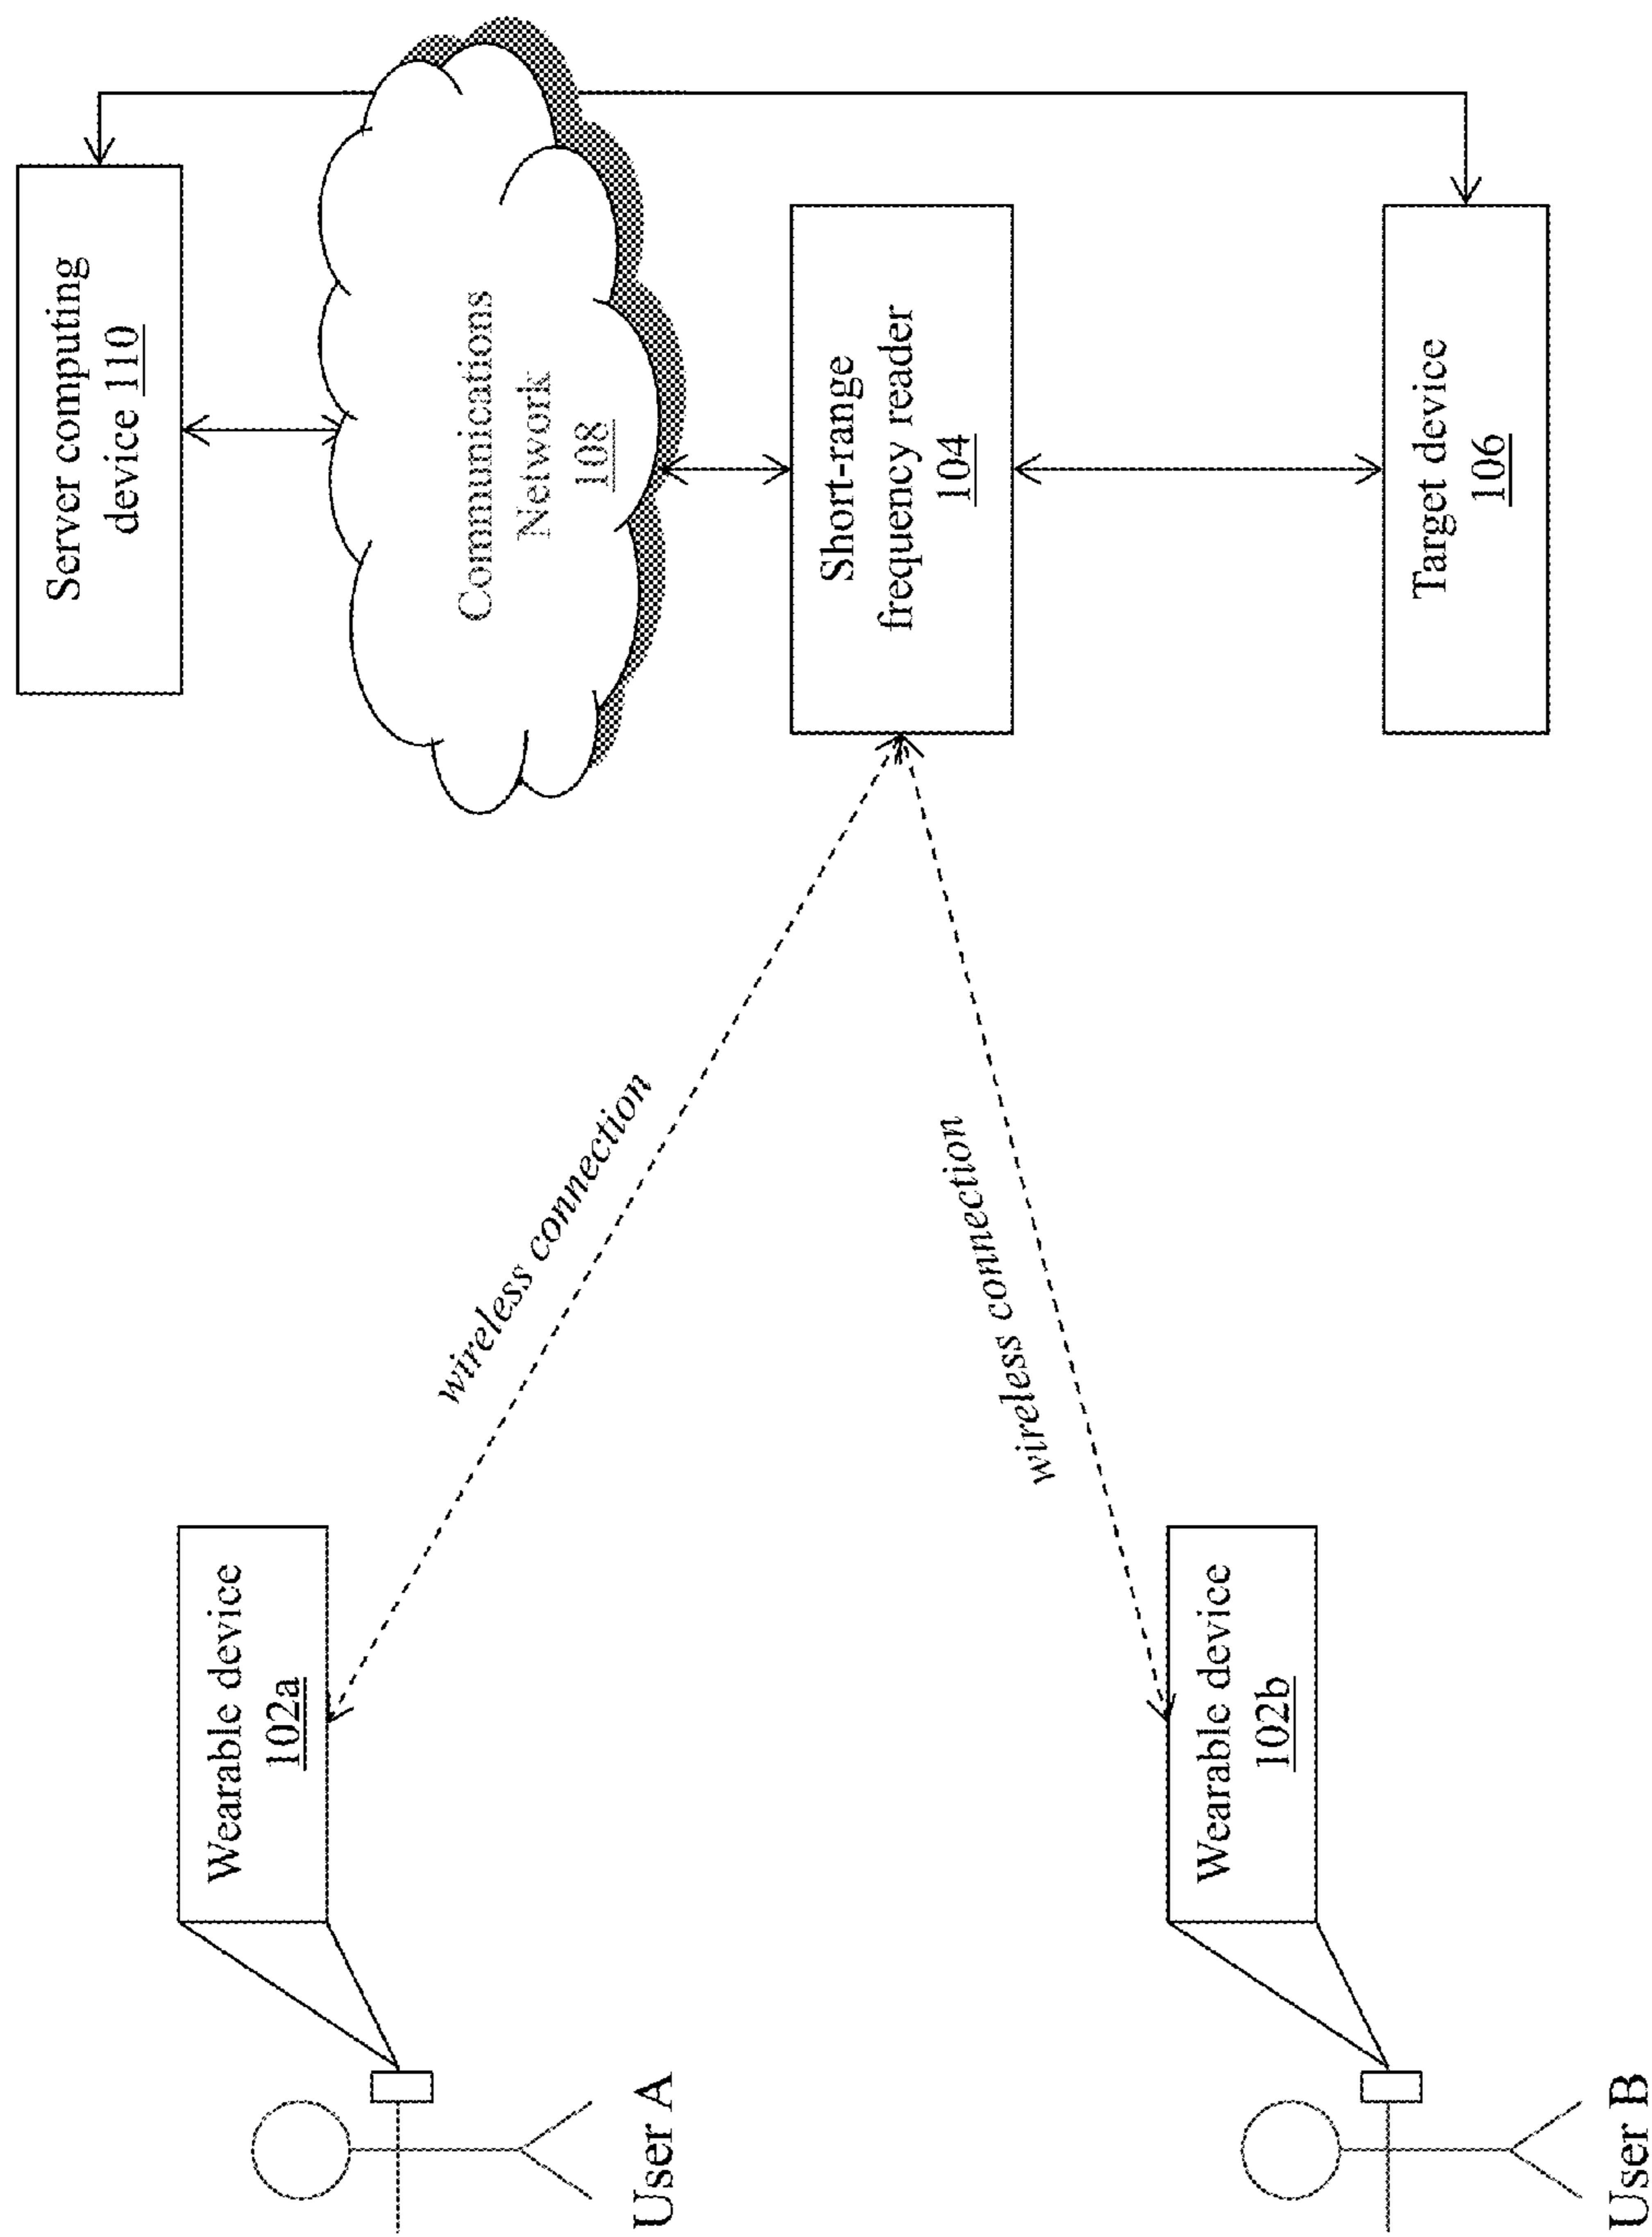 Server computing
device 110
Communications
Network
108
Wearable device
102a
wireless connection
Short-range
frequency reader
104
User A
wireless connection
Wearable device
102b
Target device
106
User B